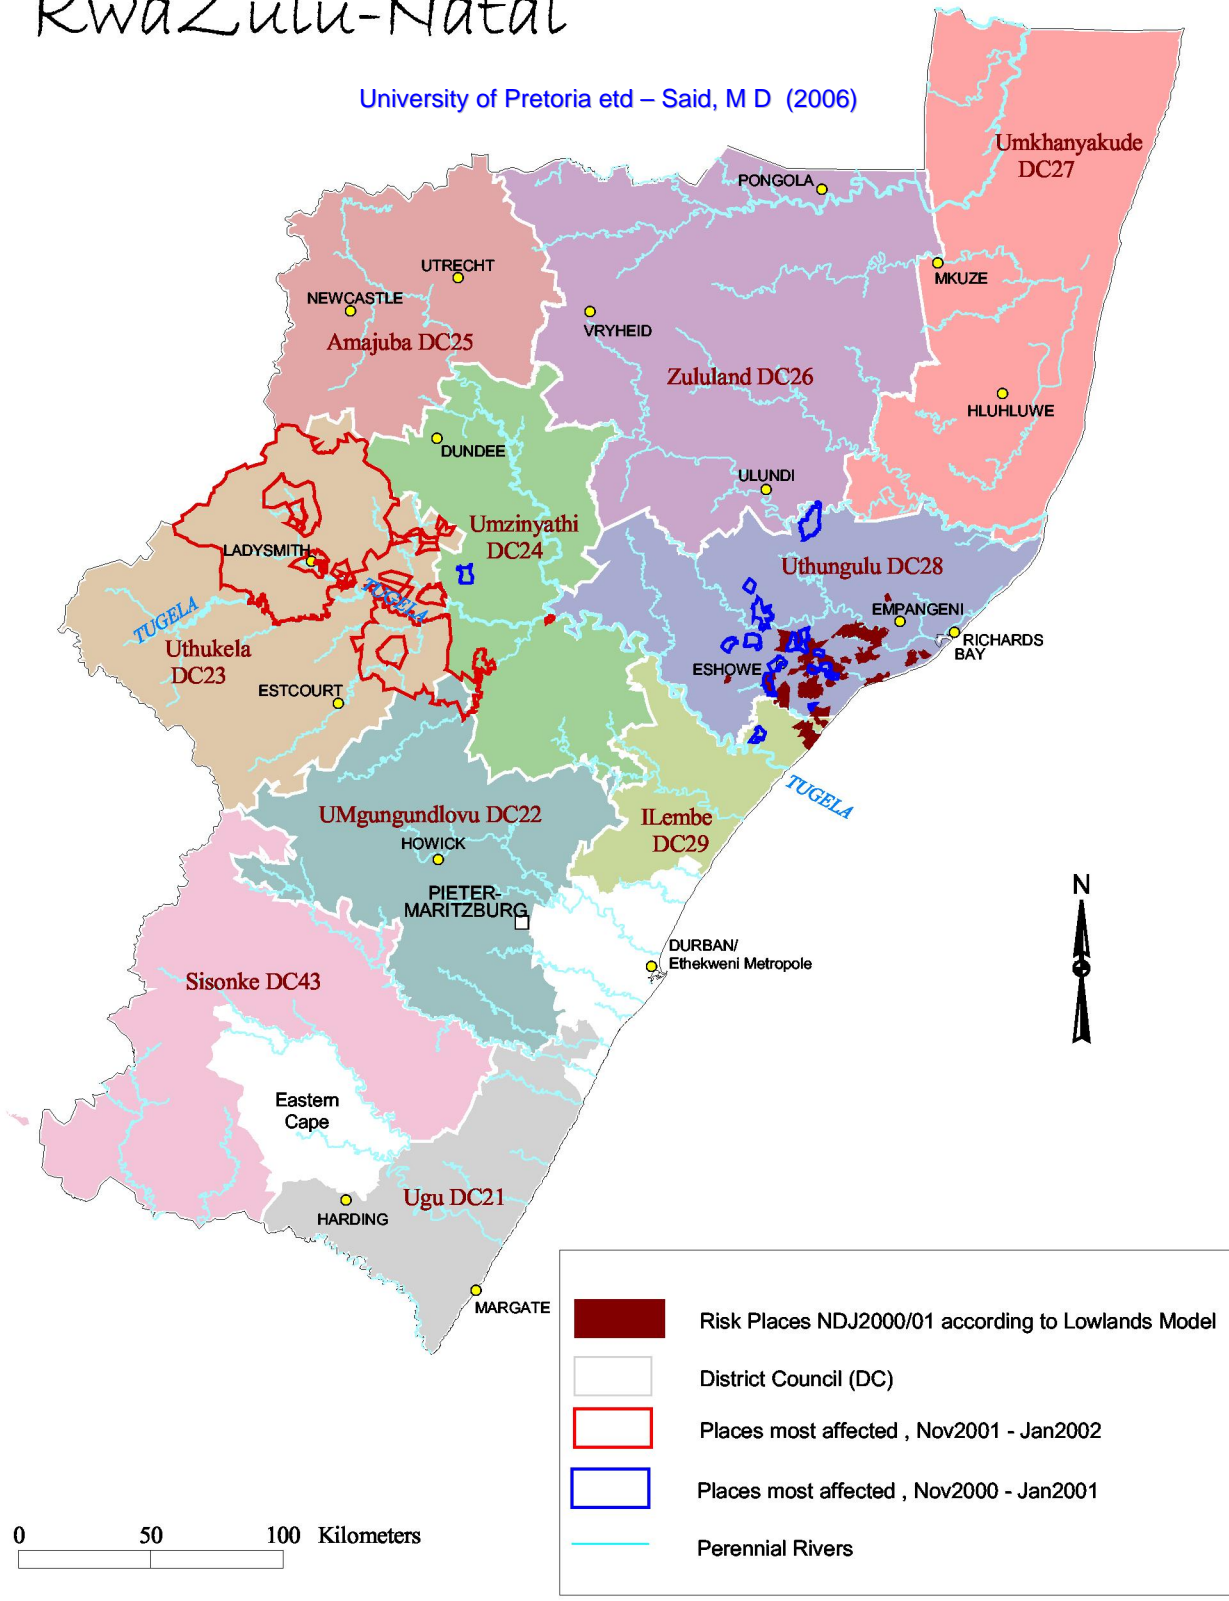 KwaZulu-Natal
University of Pretoria etd – Said, M D (2006)
Umkhanyakude
DC27
PONGOLA
UTRECHT
MKUZE
NEWCASTLE
VRYHEID
Amajuba DC25
Zululand DC26
HLUHLUWE
DUNDEE
ULUNDI
Umzinyathi
DC24
LADYSMITH
Uthungulu DC28
TUGELA
TUGELA
EMPANGENI
RICHARDS
BAY
Uthukela
DC23
ESHOWE
ESTCOURT
TUGELA
UMgungundlovu DC22
ILembe
DC29
HOWICK
PIETER-
MARITZBURG
N
DURBAN/
Ethekweni Metropole
Sisonke DC43
Eastern
Cape
Ugu DC21
HARDING
MARGATE
Risk Places NDJ2000/01 according to Lowlands Model
District Council (DC)
Places most affected , Nov2001 - Jan2002
Places most affected , Nov2000 - Jan2001
Perennial Rivers
0 50 100 Kilometers